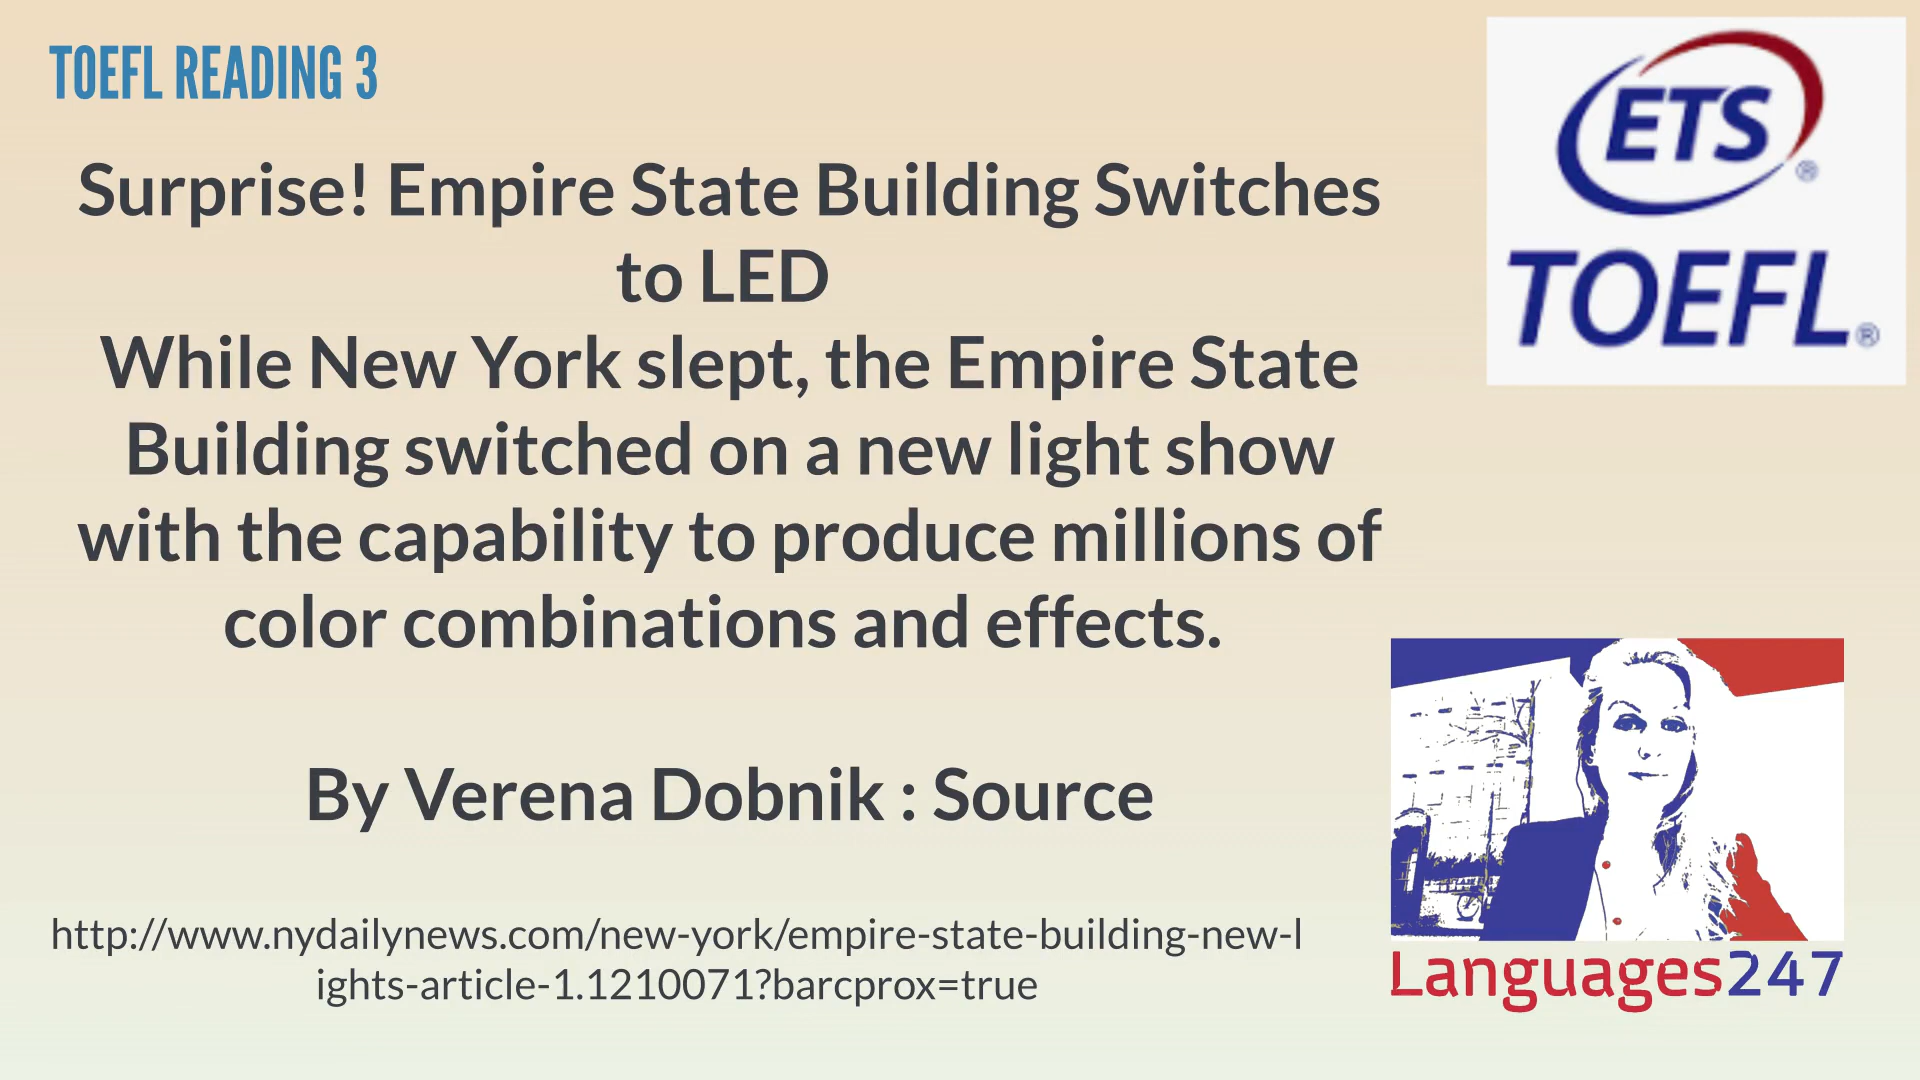 TOEFL READING 3
ETS
®
TOEFL®
Surprise! Empire State Building Switches
to LED
While New York slept, the Empire State
Building switched on a new light show
with the capability to produce millions of
color combinations and effects.
By Verena Dobnik : Source
http://www.nydailynews.com/new-york/empire-state-building-new-l
ights-article-1.1210071?barcprox=true
Languages247